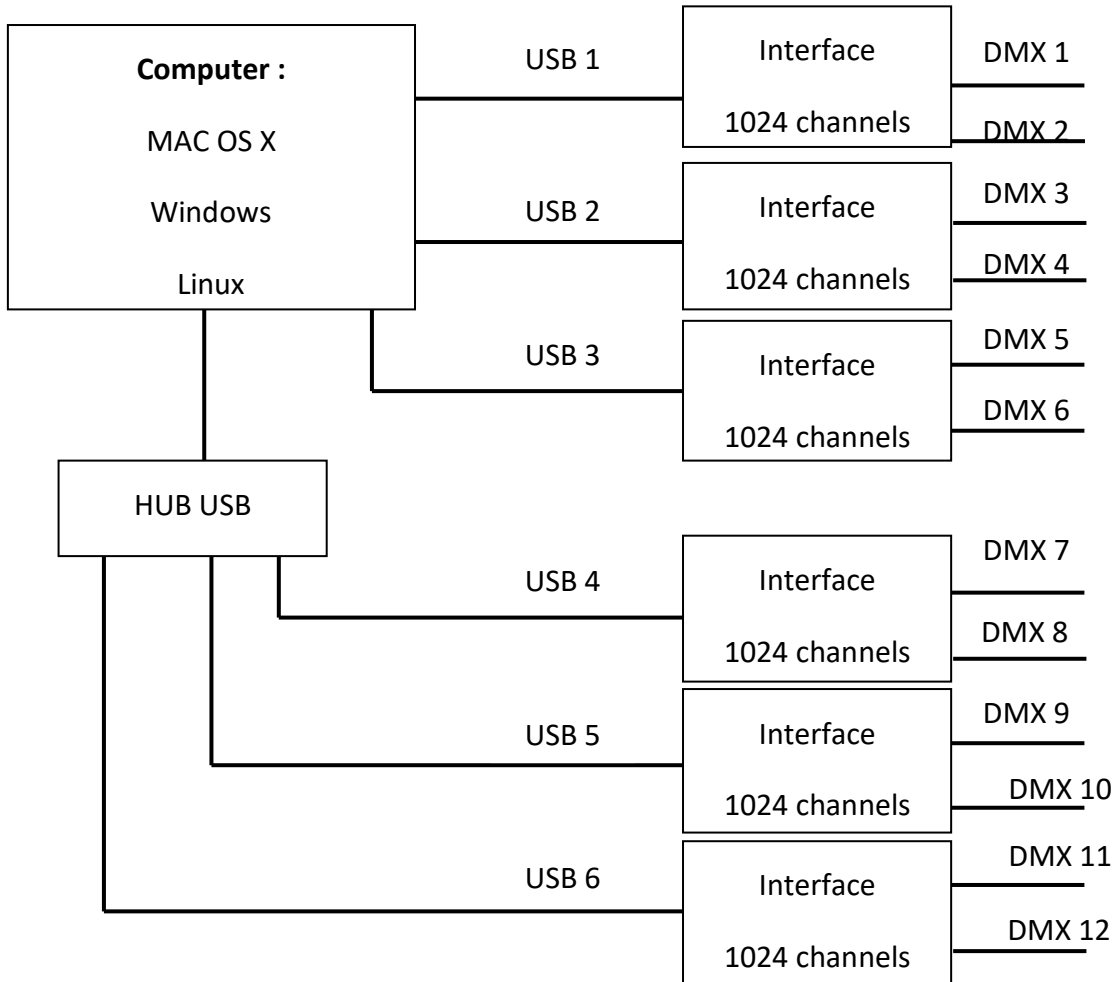 Computer :
MAC OS X
Windows
Linux
USB 1
Interface
1024 channels
DMX 1
DMX 2
USB 2
Interface
1024 channels
DMX 3
DMX 4
USB 3
Interface
1024 channels
DMX 5
DMX 6
HUB USB
USB 4
Interface
1024 channels
DMX 7
DMX 8
USB 5
Interface
1024 channels
DMX 9
DMX 10
USB 6
Interface
1024 channels
DMX 11
DMX 12